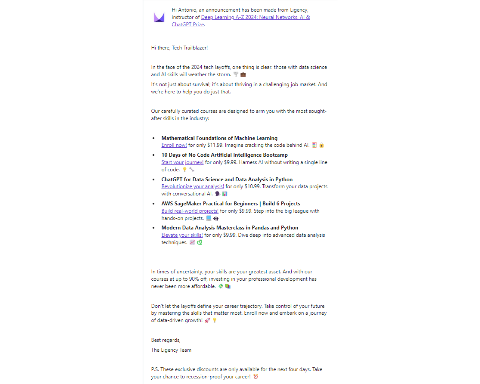 Hi Antonio, an announcement has been made from Ligency,
instructor of Deep Learning A-Z 2024: Neural Networks, AI &
ChatGPT Prizes
Hi there, Tech Trailblazer!
In the face of the 2024 tech layoffs, one thing is clear: those with data science
and AI skills will weather the storm.
It's not just about survival, it's about thriving in a challenging job market. And
we're here to help you do just that.
Our carefully curated courses are designed to arm you with the most sought-
after skills in the industry:
• Mathematical Foundations of Machine Learning
Enroll now! for only $11.99. Imagine cracking the code behind AI.
• 10 Days of No Code Artificial Intelligence Bootcamp
Start your journey! for only $9.99. Harness AI without writing a single line
of code.
• ChatGPT for Data Science and Data Analysis in Python
Revolutionize your analysis! for only $10.99. Transform your data projects
with conversational AI.
• AWS SageMaker Practical for Beginners | Build 6 Projects
Build real-world projects! for only $9.99. Step into the big league with
hands-on projects.
• Modern Data Analysis Masterclass in Pandas and Python
Elevate your skills! for only $9.99. Dive deep into advanced data analysis
techniques.
In times of uncertainty, your skills are your greatest asset. And with our
courses at up to 90% off, investing in your professional development has
never been more affordable.
Don't let the layoffs define your career trajectory. Take control of your future
by mastering the skills that matter most. Enroll now and embark on a journey
of data-driven growth.
Best regards,
The Ligency Team
P.S. These exclusive discounts are only available for the next four days. Take
your chance to recession-proof your career!